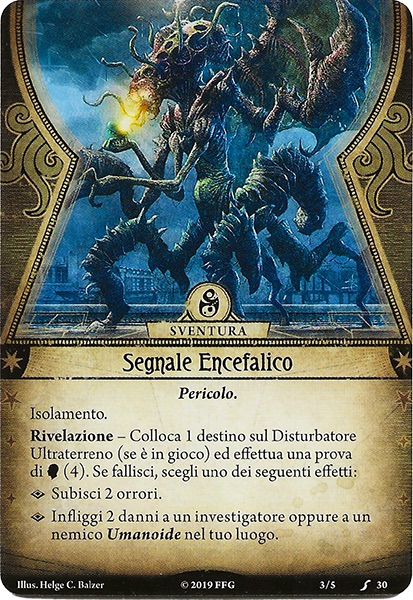 SVENTURA
Segnale Encefalico
Pericolo.
Isolamento.
Rivelazione – Colloca 1 destino sul Disturbatore
Ultraterreno (se è in gioco) ed effettua una prova
di (4). Se fallisci, scegli uno dei seguenti effetti:
Subisci 2 orrori.
Infliggi 2 danni a un investigatore oppure a un
nemico Umanoide nel tuo luogo.
Illus. Helge C. Balzer © 2019 FFG 3/5 30